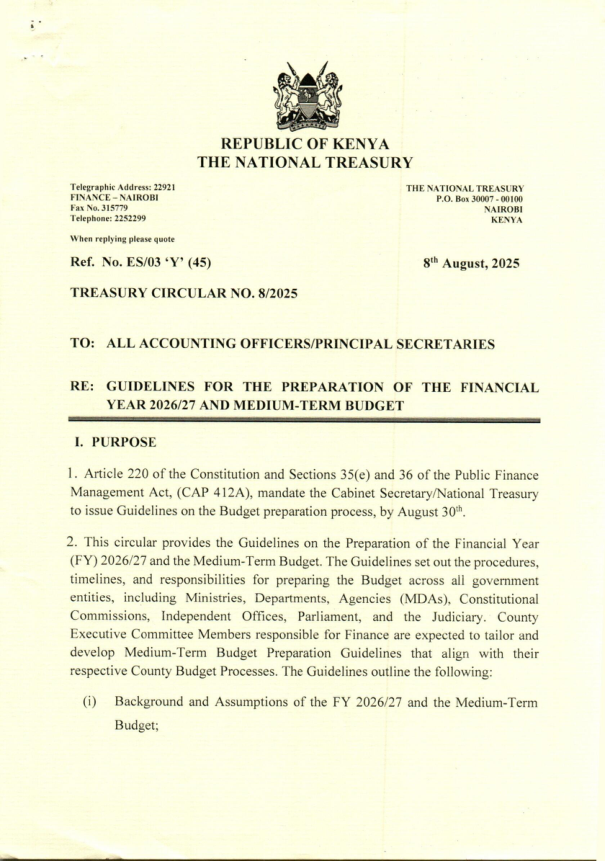 REPUBLIC OF KENYA
THE NATIONAL TREASURY
Telegraphic Address: 22921
FINANCE – NAIROBI
Fax No. 315779
Telephone: 2252299
When replying please quote
THE NATIONAL TREASURY
P.O. Box 30007 - 00100
NAIROBI
KENYA
Ref. No. ES/03 ‘Y’ (45)
8th August, 2025
TREASURY CIRCULAR NO. 8/2025
TO: ALL ACCOUNTING OFFICERS/PRINCIPAL SECRETARIES
RE: GUIDELINES FOR THE PREPARATION OF THE FINANCIAL
YEAR 2026/27 AND MEDIUM-TERM BUDGET
I. PURPOSE
1. Article 220 of the Constitution and Sections 35(e) and 36 of the Public Finance
Management Act, (CAP 412A), mandate the Cabinet Secretary/National Treasury
to issue Guidelines on the Budget preparation process, by August 30th.
2. This circular provides the Guidelines on the Preparation of the Financial Year
(FY) 2026/27 and the Medium-Term Budget. The Guidelines set out the procedures,
timelines, and responsibilities for preparing the Budget across all government
entities, including Ministries, Departments, Agencies (MDAs), Constitutional
Commissions, Independent Offices, Parliament, and the Judiciary. County
Executive Committee Members responsible for Finance are expected to tailor and
develop Medium-Term Budget Preparation Guidelines that align with their
respective County Budget Processes. The Guidelines outline the following:
(i) Background and Assumptions of the FY 2026/27 and the Medium-Term
Budget;